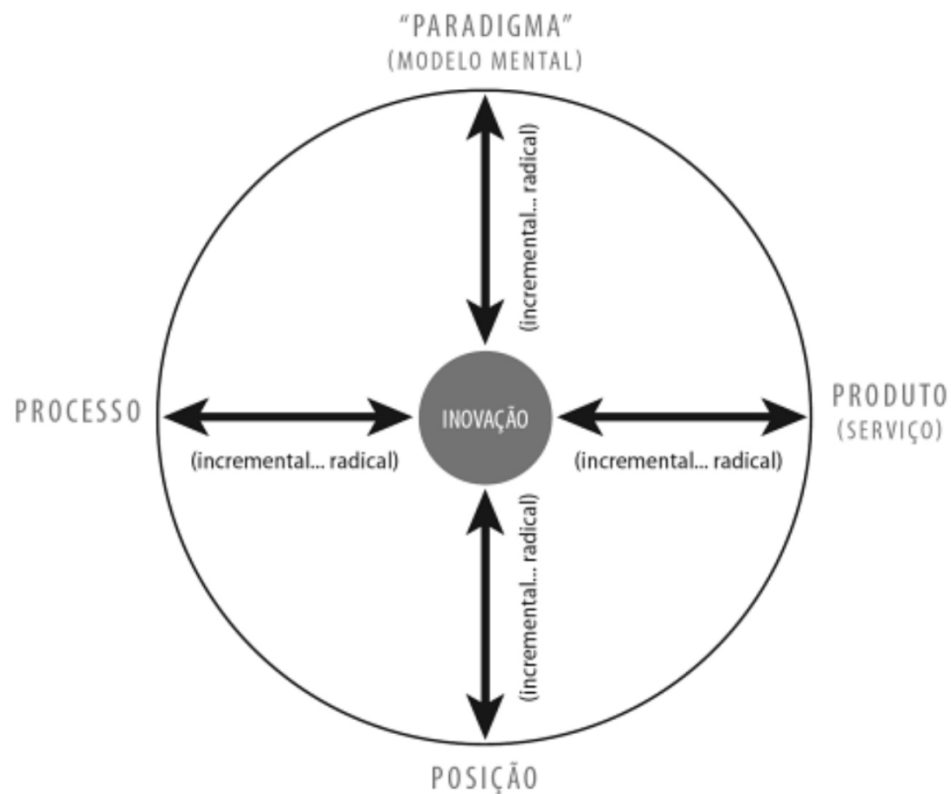 “PARADIGMA”
(MODELO MENTAL)
(incremental... radical)
PROCESSO
INOVAÇÃO
PRODUTO
(SERVIÇO)
(incremental... radical)
(incremental... radical)
(incremental... radical)
POSIÇÃO